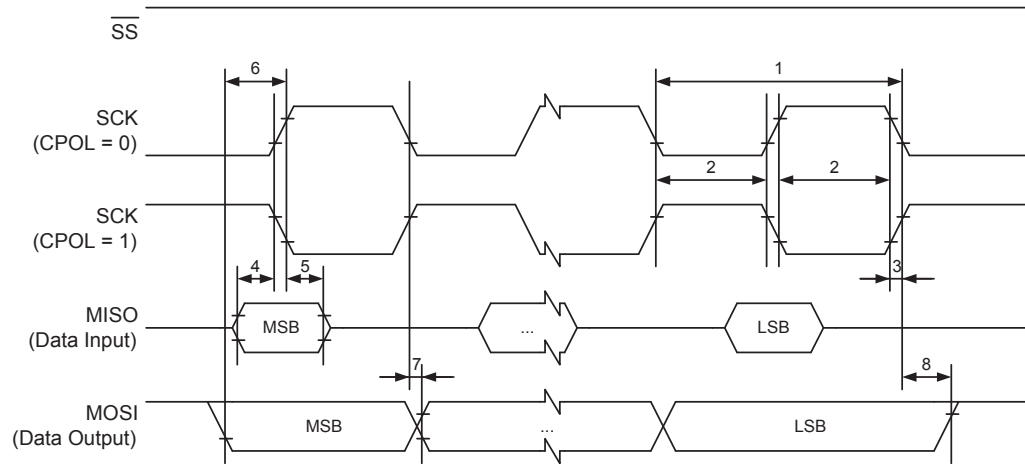 SS
6
1
SCK
(CPOL = 0)
2
2
SCK
(CPOL = 1)
4
5
3
MISO
(Data Input)
MSB
...
LSB
7
8
MOSI
(Data Output)
MSB
...
LSB